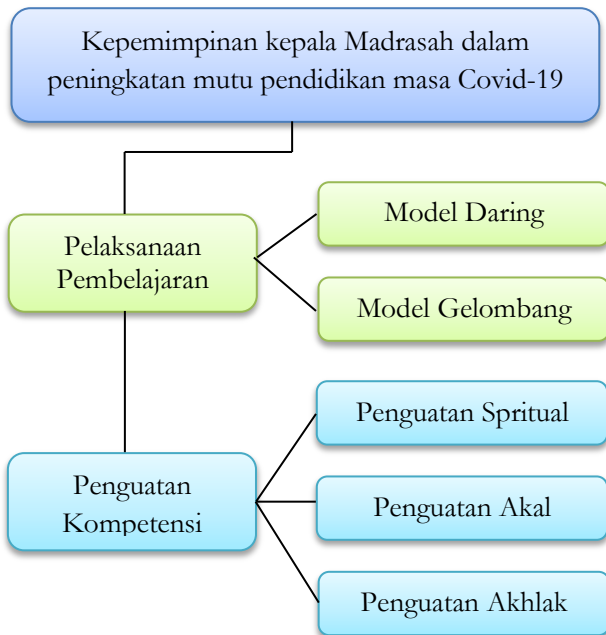 Kepemimpinan kepala Madrasah dalam
peningkatan mutu pendidikan masa Covid-19
Pelaksanaan
Pembelajaran
Model Daring
Model Gelombang
Penguatan
Kompetensi
Penguatan Spritual
Penguatan Akal
Penguatan Akhlak